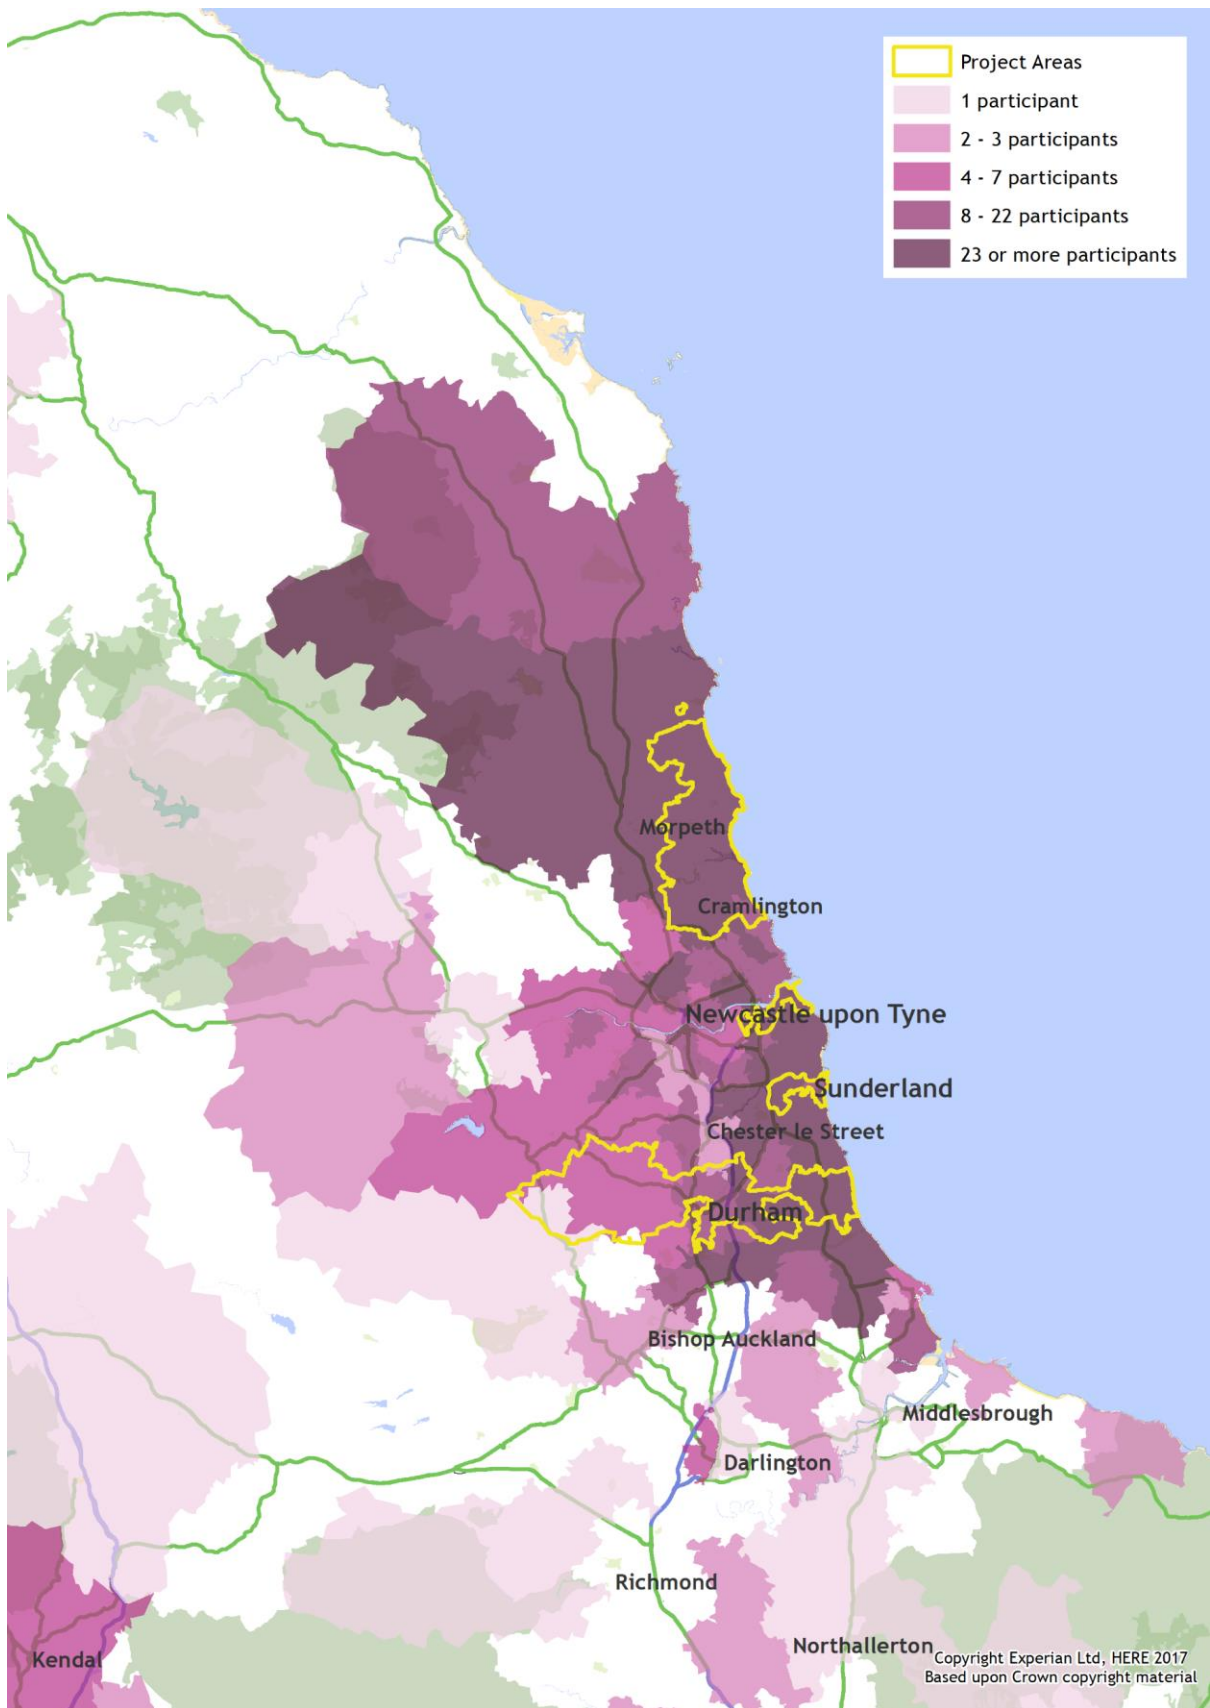 Project Areas
1 participant
2 - 3 participants
4 - 7 participants
8 - 22 participants
23 or more participants
Morpeth
Cramlington
Newcastle upon Tyne
Sunderland
Chester le Street
Durham
Bishop Auckland
Middlesbrough
Darlington
Richmond
Northallerton
Kendal
Copyright Experian Ltd, HERE 2017
Based upon Crown copyright material